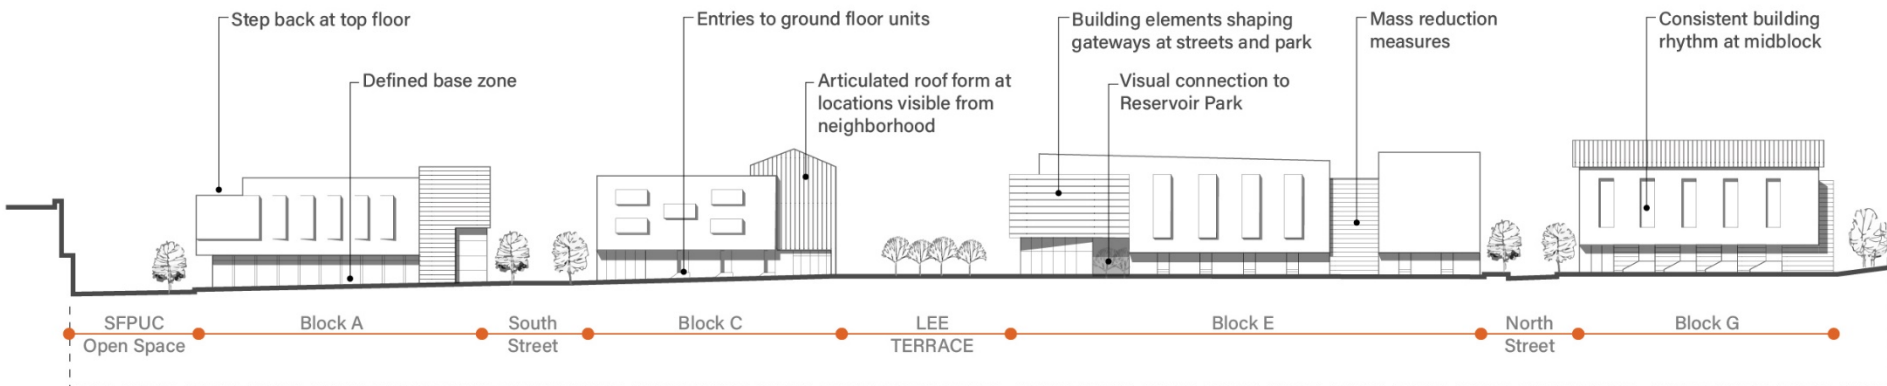 Step back at top floor
Defined base zone
Entries to ground floor units
Articulated roof form at
locations visible from
neighborhood
Building elements shaping
gateways at streets and park
Visual connection to
Reservoir Park
Mass reduction
measures
Consistent building
rhythm at midblock
SFPUC
Open Space
Block A
South
Street
Block C
LEE
TERRACE
Block E
North
Street
Block G